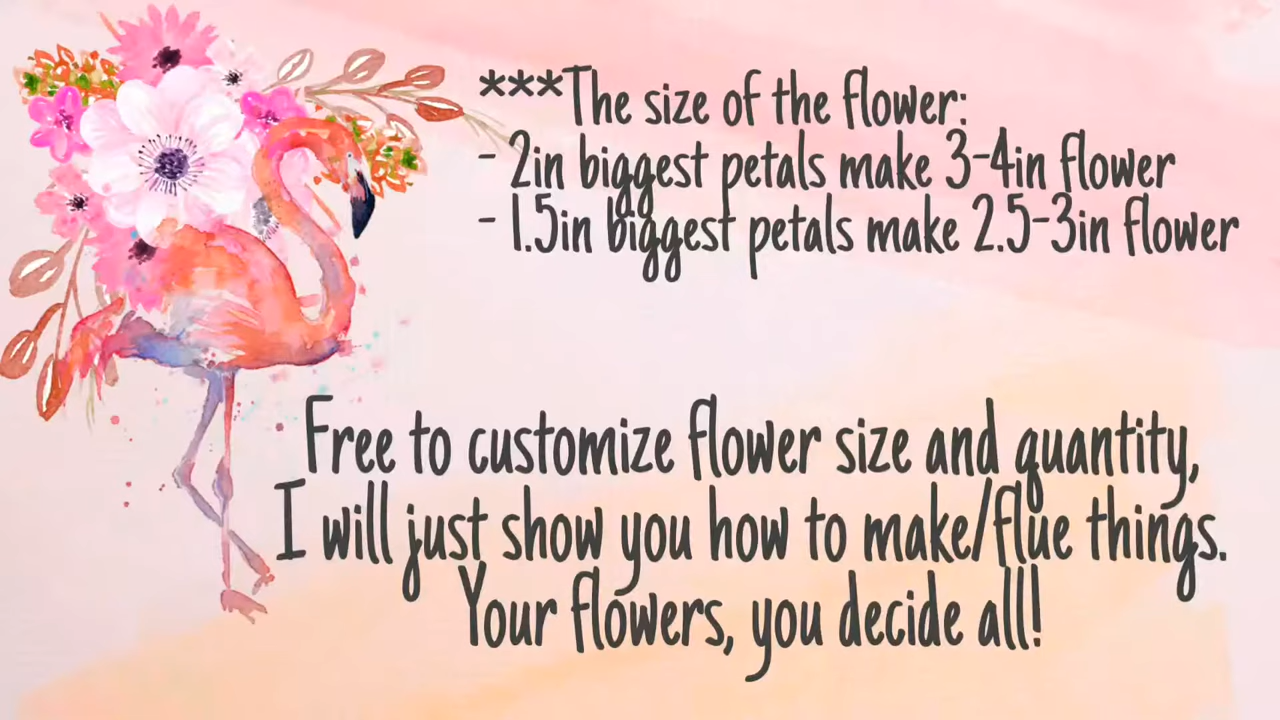 ***The size of the flower:
- 2in biggest petals make 3-4in flower
- 1.5in biggest petals make 2.5-3in flower
Free to customize flower size and quantity,
I will just show you how to make/flue things.
Your flowers, you decide all!